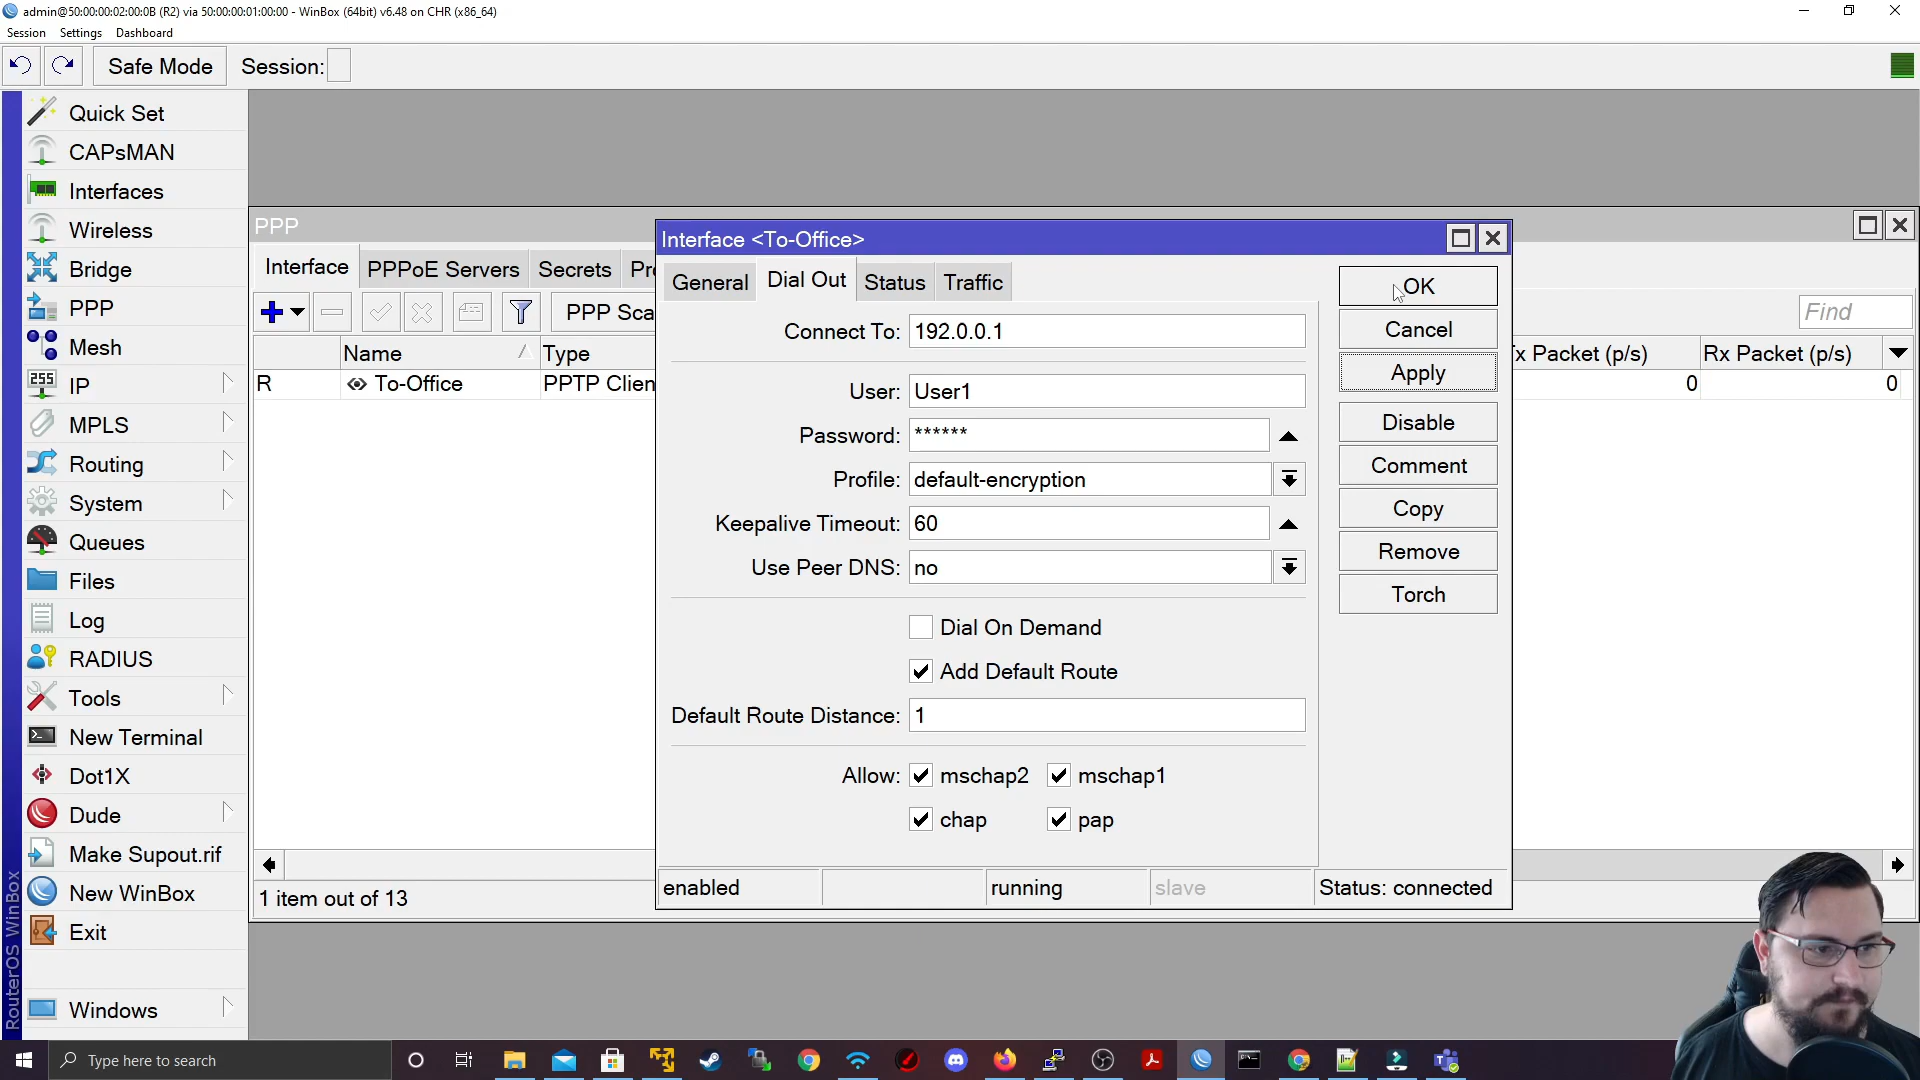 admin@50:00:00:02:00:0B (R2) via 50:00:00:01:00:00 - WinBox (64bit) v6.48 on CHR (x86_64)
Session Settings Dashboard
Safe Mode Session:
Quick Set
CAPsMAN
Interfaces
Wireless
Bridge
PPP
Mesh
255 IP
MPLS
Routing
System
Queues
Files
Log
RADIUS
Tools
New Terminal
Dot1X
Dude
Make Supout.rif
New WinBox
Exit
Windows
RouterOS WinBox
PPP
Interface PPPoE Servers Secrets Pr
PPP Sca
Find
Name Type
x Packet (p/s) Rx Packet (p/s)
R To-Office PPTP Clien
0 0
1 item out of 13
Interface <To-Office>
General Dial Out Status Traffic
Connect To: 192.0.0.1
User: User1
Password: ******
Profile: default-encryption
Keepalive Timeout: 60
Use Peer DNS: no
Dial On Demand
Add Default Route
Default Route Distance: 1
Allow: mschap2 mschap1
chap pap
OK
Cancel
Apply
Disable
Comment
Copy
Remove
Torch
enabled running slave Status: connected
Type here to search